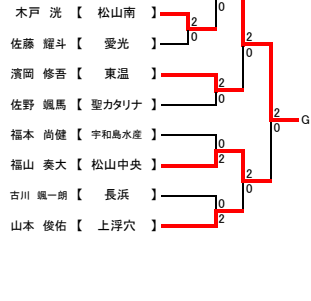 0
木戸 洸 【 松山南 】
2
0
佐藤 耀斗 【 愛光 】
2
0
濱岡 修吾 【 東温 】
2
0
佐野 颯馬 【 聖カタリナ 】
2
0
G
福本 尚健 【 宇和島水産 】
0
2
福山 奏大 【 松山中央 】
2
0
古川 颯一朗 【 長浜 】
0
2
山本 俊佑 【 上浮穴 】